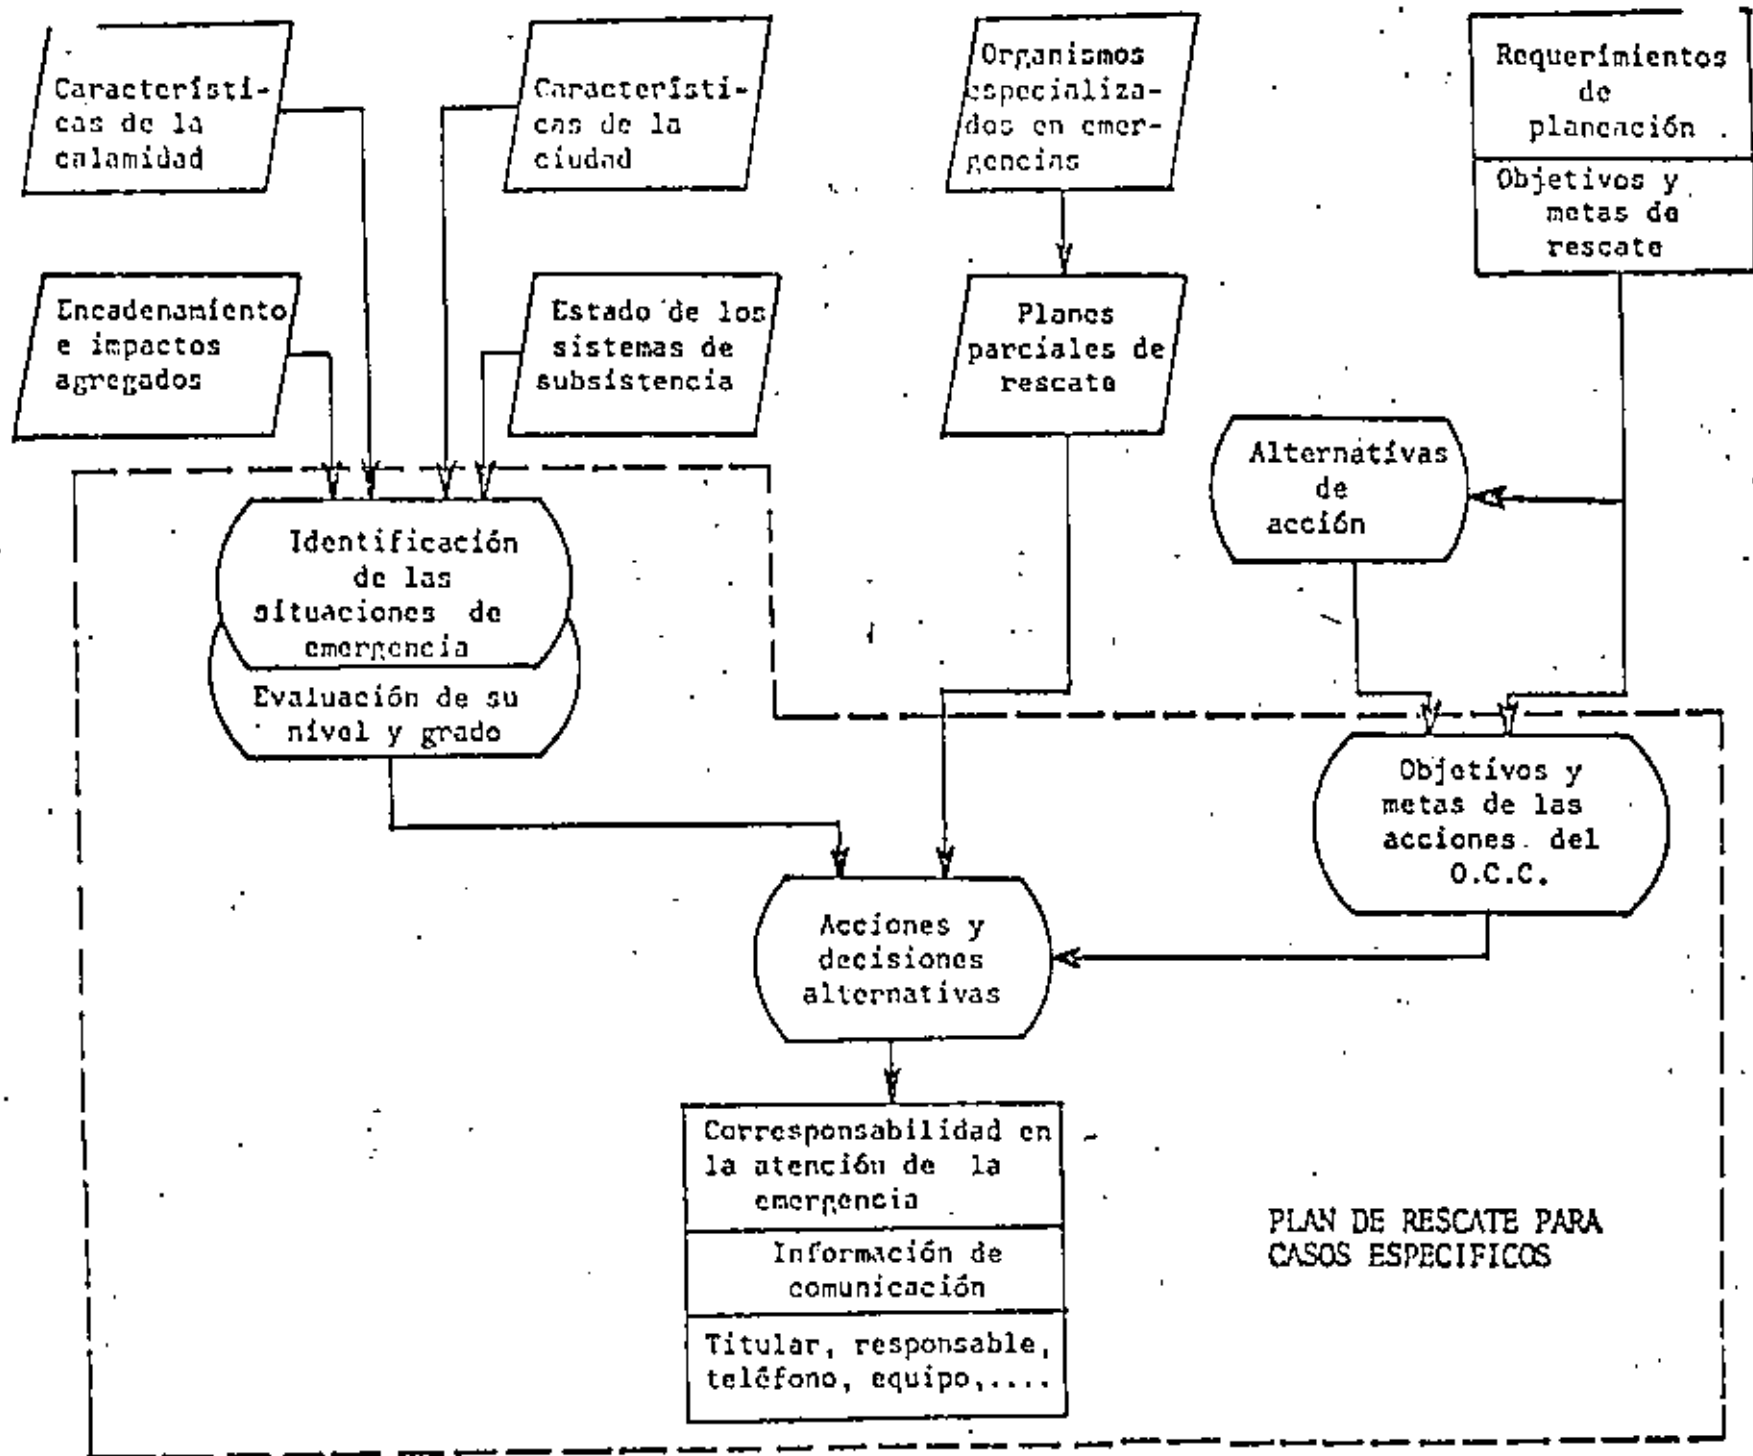 Característi-
cas de la
calamidad
Característi-
cas de la
ciudad
Organismos
especializa-
dos en emer-
gencias
Requerimientos
de
planeación
Objetivos y
metas de
rescate
Encadenamiento
e impactos
agregados
Estado de los
sistemas de
subsistencia
Planes
parciales de
rescate
Alternativas
de
acción
Identificación
de las
situaciones de
emergencia
Evaluación de su
nivel y grado
Objetivos y
metas de las
acciones del
O.C.C.
Acciones y
decisiones
alternativas
Corresponsabilidad en
la atención de la
emergencia
Información de
comunicación
Titular, responsable,
teléfono, equipo,....
PLAN DE RESCATE PARA
CASOS ESPECIFICOS